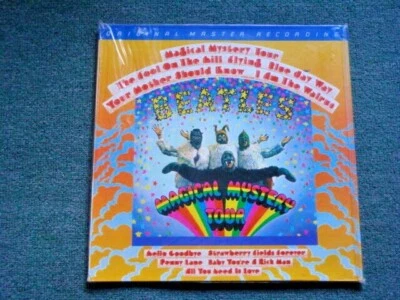 ORIGINAL MASTER RECORDING
Magical Mystery Tour
The Fool On The Hill Flying Blue Jay Way
Your Mother Should Know I Am The Walrus
BEATLES
MAGICAL MYSTERY
TOUR
Hello Goodbye Strawberry Fields Forever
Penny Lane Baby You're A Rich Man
All You Need Is Love